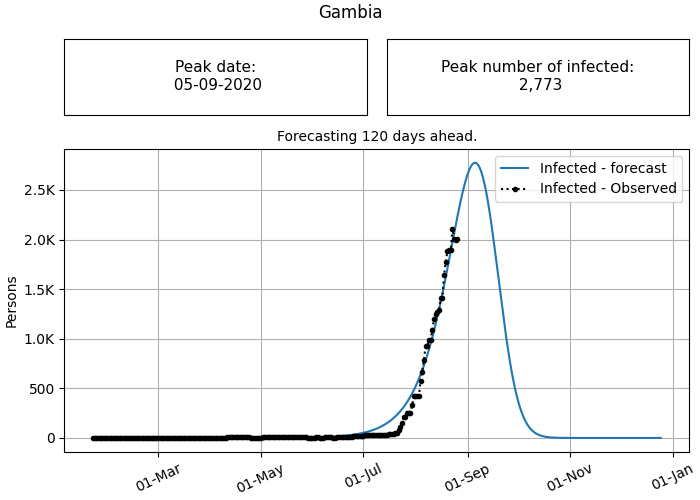 Gambia
Peak date:
05-09-2020
Peak number of infected:
2,773
Forecasting 120 days ahead.
Infected - forecast
Infected - Observed
Persons
2.5K
2.0K
1.5K
1.0K
500
0
01-Mar
01-May
01-Jul
01-Sep
01-Nov
01-Jan